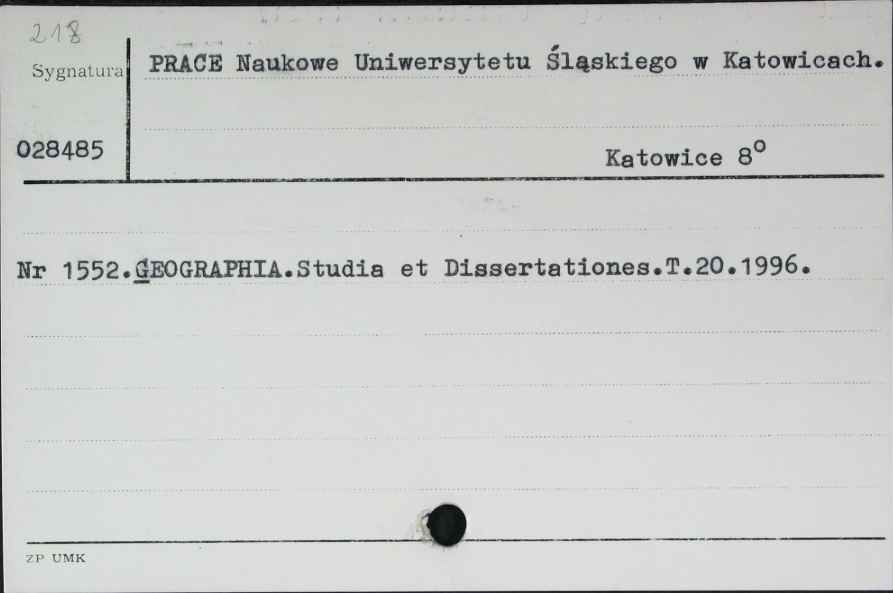 218
Sygnatura
PRACE Naukowe Uniwersytetu Śląskiego w Katowicach.
028485
Katowice 8°
Nr 1552.GEOGRAPHIA.Studia et Dissertationes.T.20.1996.
ZP UMK